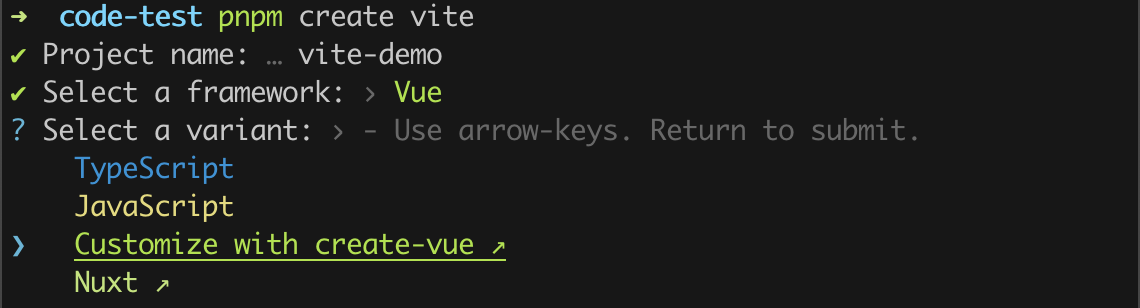 ➜  code-test pnpm create vite
✔ Project name: … vite-demo
✔ Select a framework: › Vue
? Select a variant: › - Use arrow-keys. Return to submit.
    TypeScript
    JavaScript
❯   Customize with create-vue ↗
    Nuxt ↗